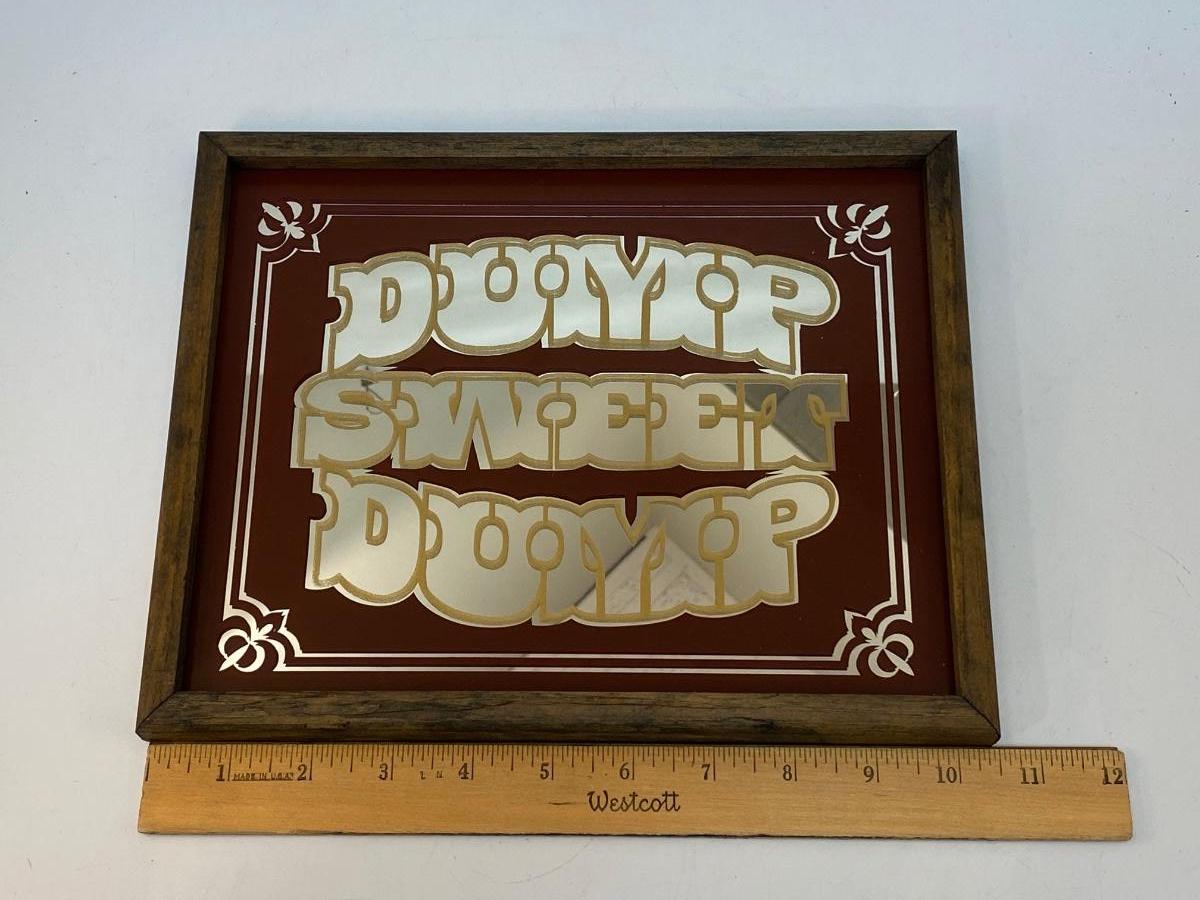 DUMP
SWEET
DUMP
1 MADE IN U.S.A. 2 3 4 5 6 7 8 9 10 11 12
Westcott